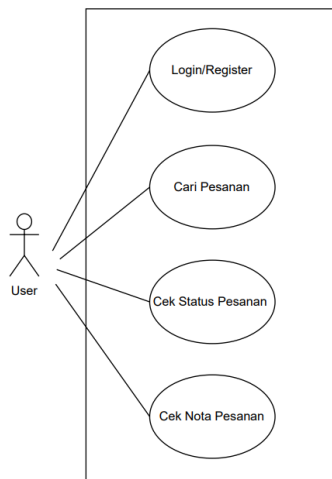 Login/Register
Cari Pesanan
User
Cek Status Pesanan
Cek Nota Pesanan